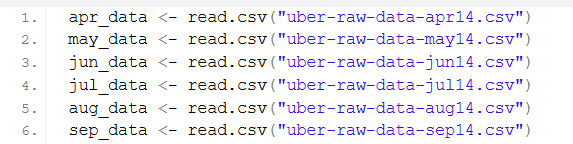 1. apr_data <- read.csv("uber-raw-data-apr14.csv")
2. may_data <- read.csv("uber-raw-data-may14.csv")
3. jun_data <- read.csv("uber-raw-data-jun14.csv")
4. jul_data <- read.csv("uber-raw-data-jul14.csv")
5. aug_data <- read.csv("uber-raw-data-aug14.csv")
6. sep_data <- read.csv("uber-raw-data-sep14.csv")